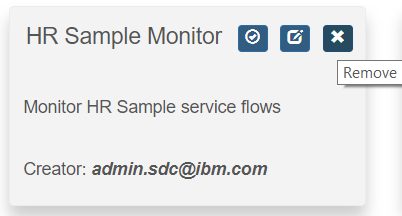 HR Sample Monitor
Remove
Monitor HR Sample service flows
Creator: admin.sdc@ibm.com